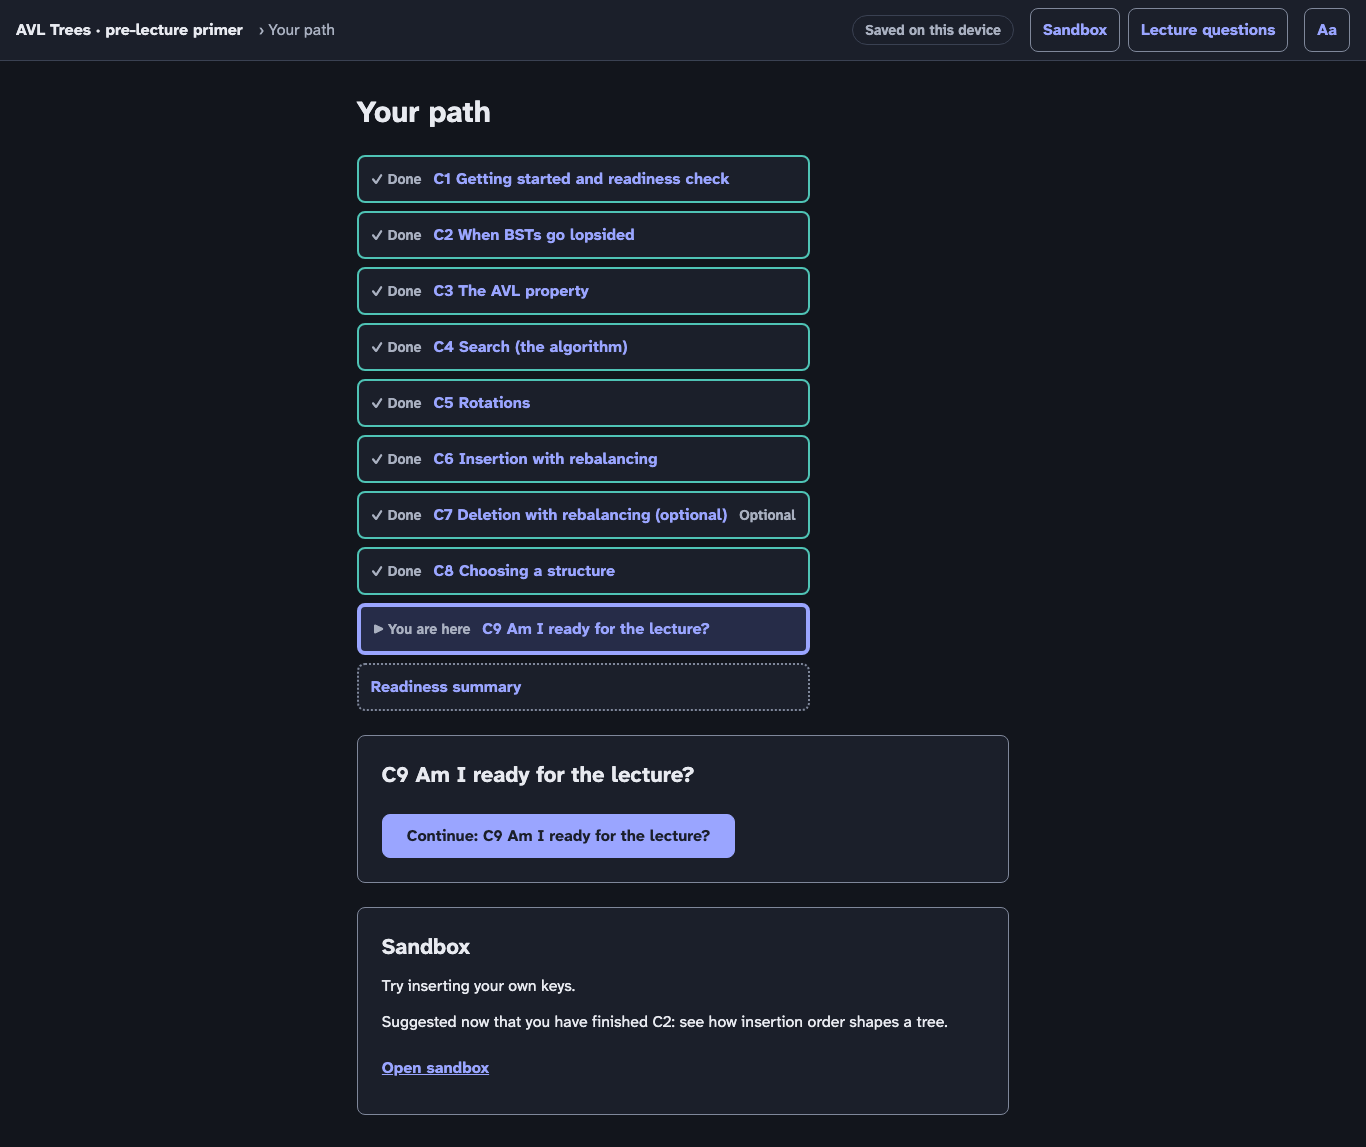 AVL Trees · pre-lecture primer › Your path
Saved on this device
Sandbox
Lecture questions
Aa
Your path
✓ Done C1 Getting started and readiness check
✓ Done C2 When BSTs go lopsided
✓ Done C3 The AVL property
✓ Done C4 Search (the algorithm)
✓ Done C5 Rotations
✓ Done C6 Insertion with rebalancing
✓ Done C7 Deletion with rebalancing (optional) Optional
✓ Done C8 Choosing a structure
▶ You are here C9 Am I ready for the lecture?
Readiness summary
C9 Am I ready for the lecture?
Continue: C9 Am I ready for the lecture?
Sandbox
Try inserting your own keys.
Suggested now that you have finished C2: see how insertion order shapes a tree.
Open sandbox